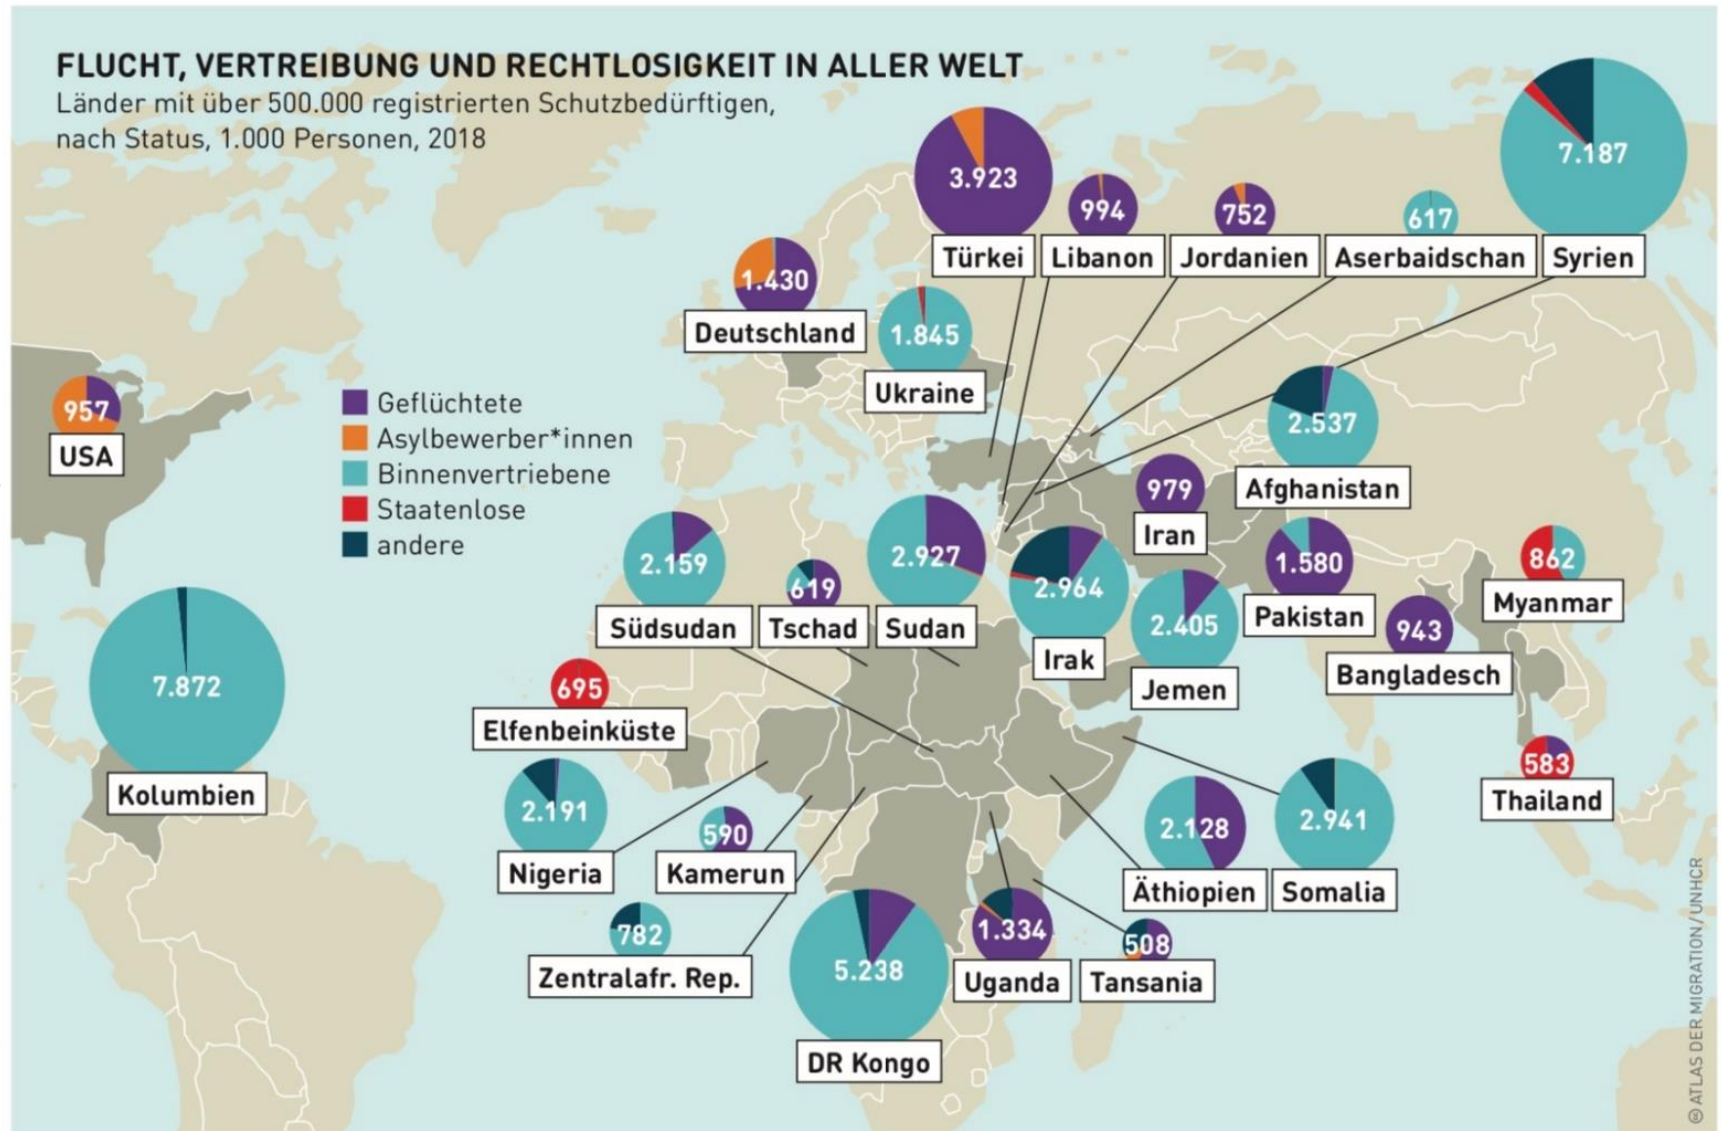 FLUCHT, VERTREIBUNG UND RECHTLOSIGKEIT IN ALLER WELT
Länder mit über 500.000 registrierten Schutzbedürftigen,
nach Status, 1.000 Personen, 2018
3.923
Türkei
994
Libanon
752
Jordanien
617
Aserbaidschan
7.187
Syrien
1.430
Deutschland
1.845
Ukraine
957
USA
Geflüchtete
Asylbewerber*innen
Binnenvertriebene
Staatenlose
andere
2.537
Afghanistan
979
Iran
2.159
Südsudan
619
Tschad
2.927
Sudan
2.964
Irak
2.405
Jemen
1.580
Pakistan
943
Bangladesch
862
Myanmar
7.872
Kolumbien
695
Elfenbeinküste
583
Thailand
2.191
Nigeria
590
Kamerun
2.128
Äthiopien
2.941
Somalia
782
Zentralafr. Rep.
5.238
DR Kongo
1.334
Uganda
508
Tansania
ATLAS DER MIGRATION / UNHCR